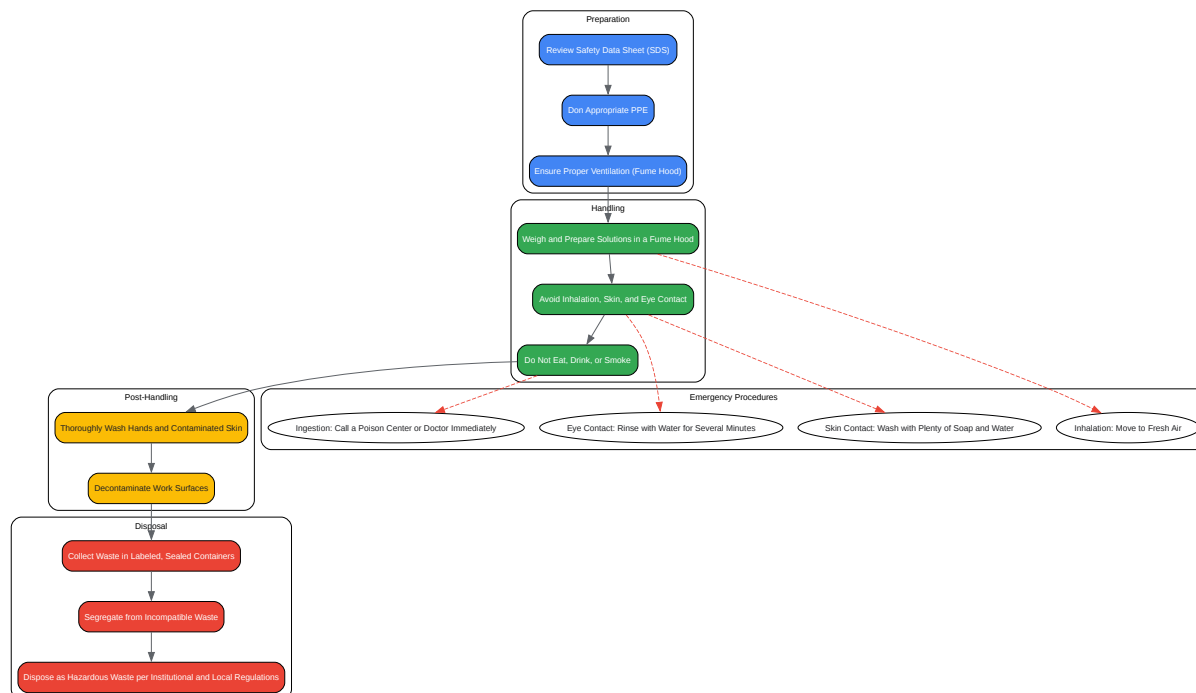 Preparation
Review Safety Data Sheet (SDS)
Don Appropriate PPE
Ensure Proper Ventilation (Fume Hood)
Handling
Weigh and Prepare Solutions in a Fume Hood
Avoid Inhalation, Skin, and Eye Contact
Do Not Eat, Drink, or Smoke
Post-Handling
Thoroughly Wash Hands and Contaminated Skin
Decontaminate Work Surfaces
Emergency Procedures
Ingestion: Call a Poison Center or Doctor Immediately
Eye Contact: Rinse with Water for Several Minutes
Skin Contact: Wash with Plenty of Soap and Water
Inhalation: Move to Fresh Air
Disposal
Collect Waste in Labeled, Sealed Containers
Segregate from Incompatible Waste
Dispose as Hazardous Waste per Institutional and Local Regulations